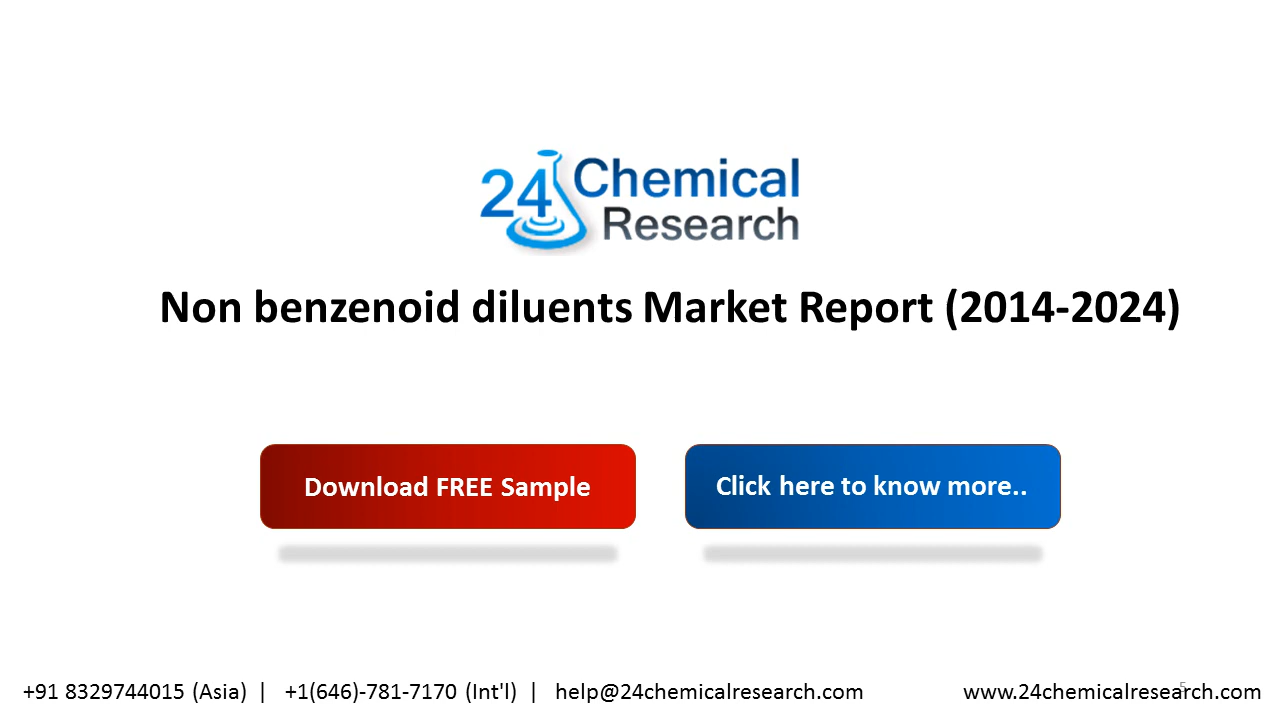 24 Chemical
Research
Non benzenoid diluents Market Report (2014-2024)
Download FREE Sample
Click here to know more..
+91 8329744015 (Asia) | +1(646)-781-7170 (Int'l) | help@24chemicalresearch.com www.24chemicalresearch.com
5